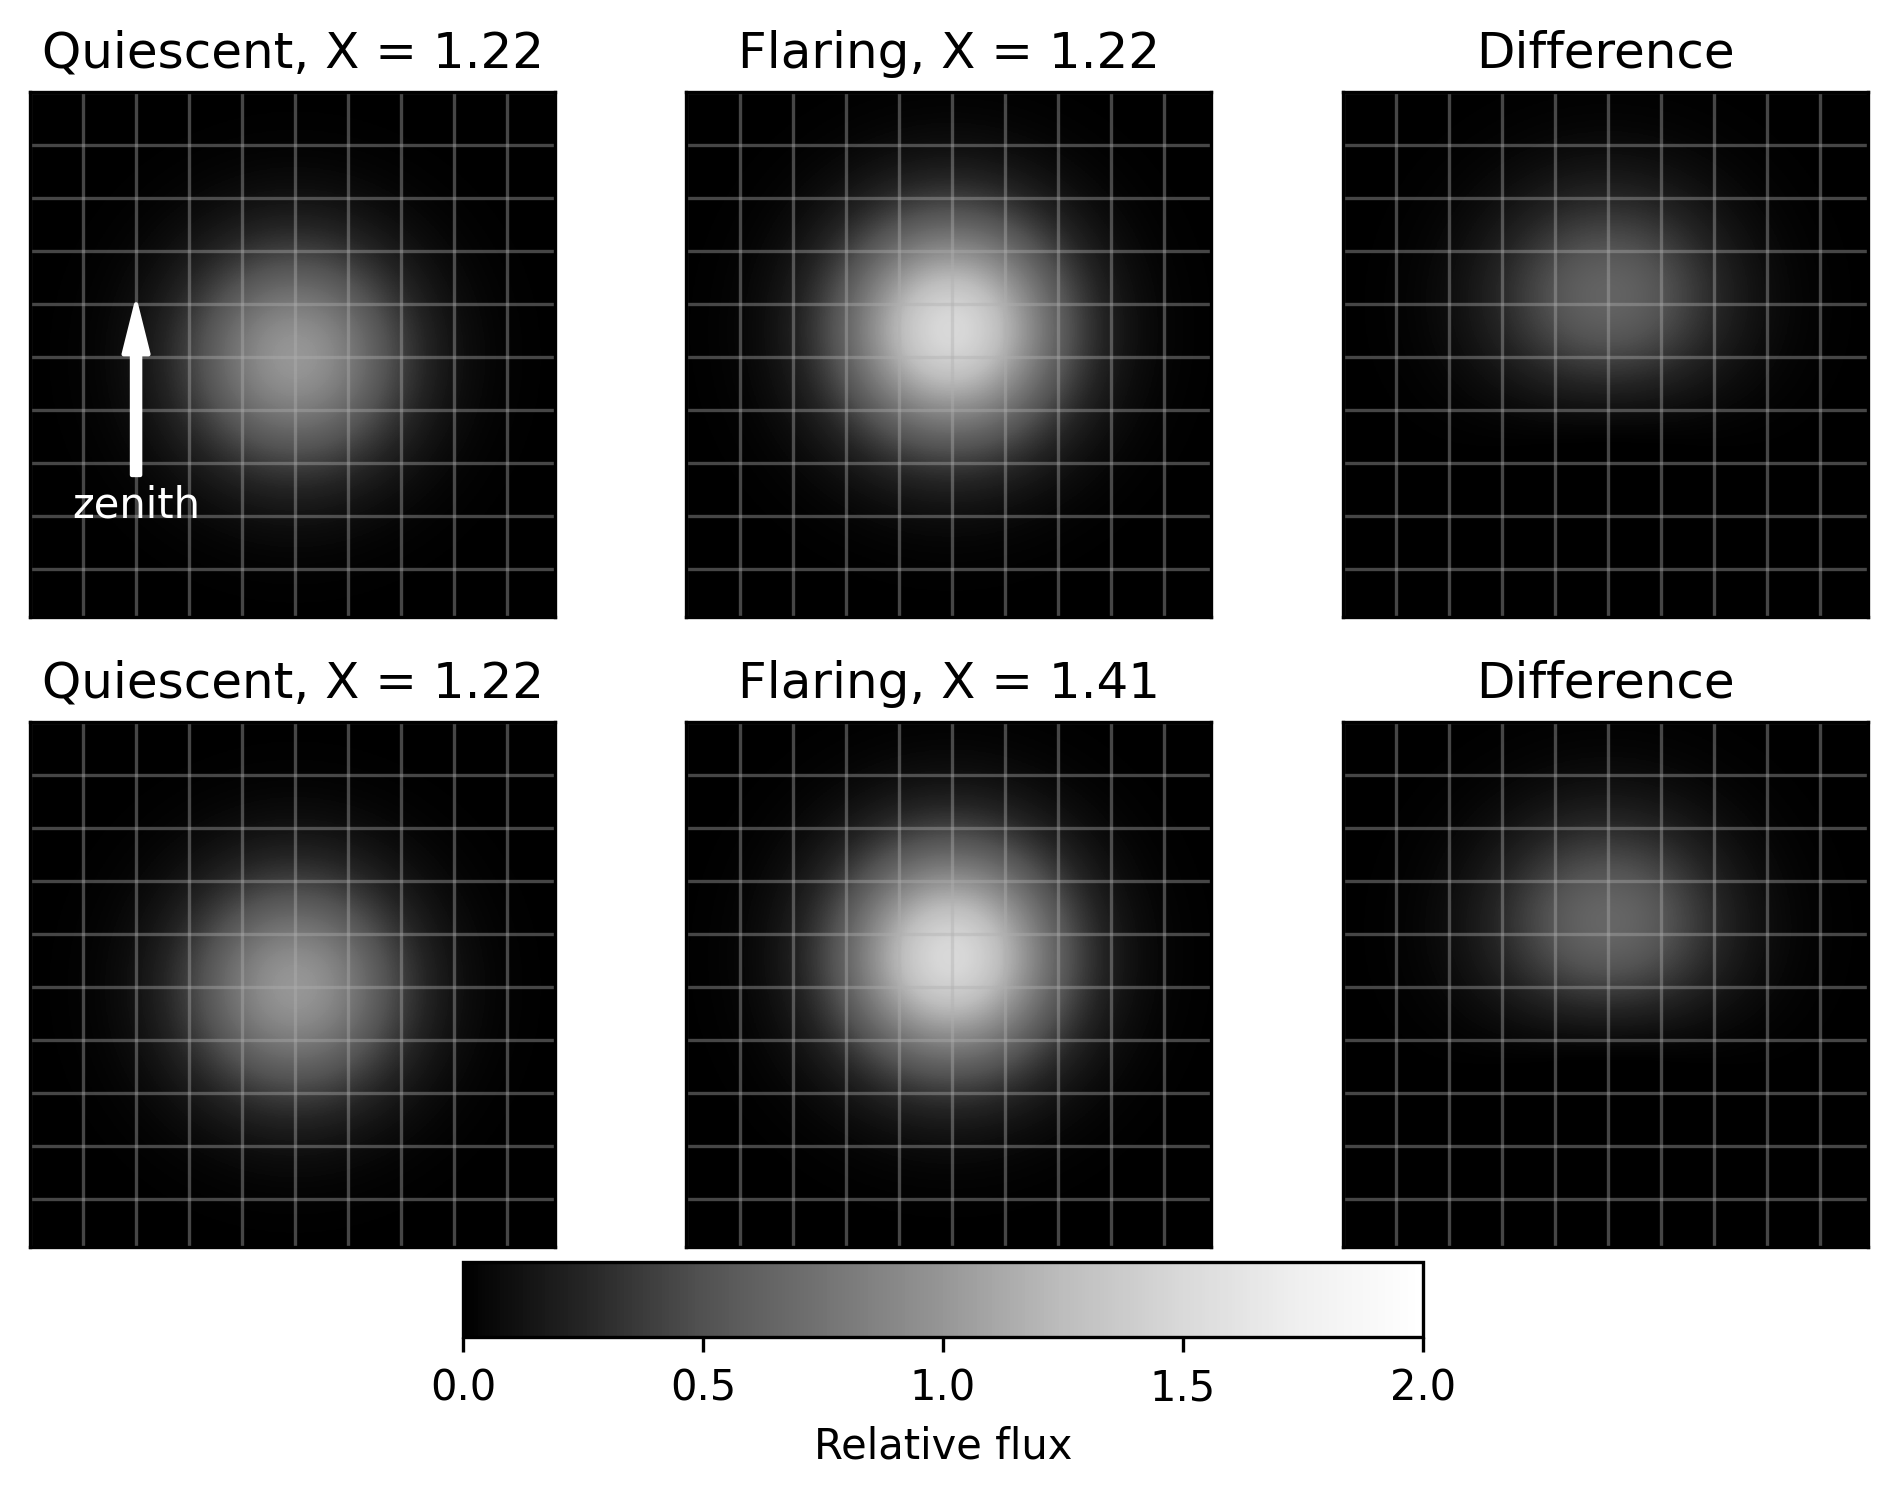 Quiescent, X = 1.22
Flaring, X = 1.22
Difference
zenith
Quiescent, X = 1.22
Flaring, X = 1.41
Difference
0.0
0.5
1.0
1.5
2.0
Relative flux